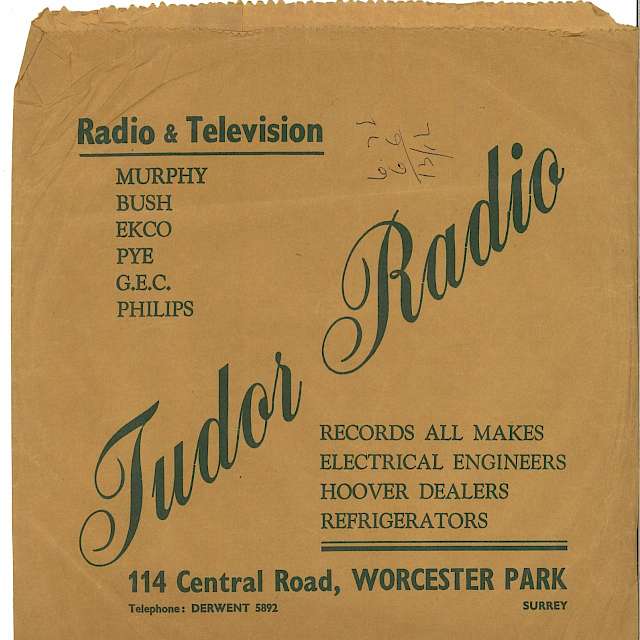 Radio & Television
MURPHY
BUSH
EKCO
PYE
G.E.C.
PHILIPS
Tudor Radio
RECORDS ALL MAKES
ELECTRICAL ENGINEERS
HOOVER DEALERS
REFRIGERATORS
114 Central Road, WORCESTER PARK
Telephone: DERWENT 5892
SURREY